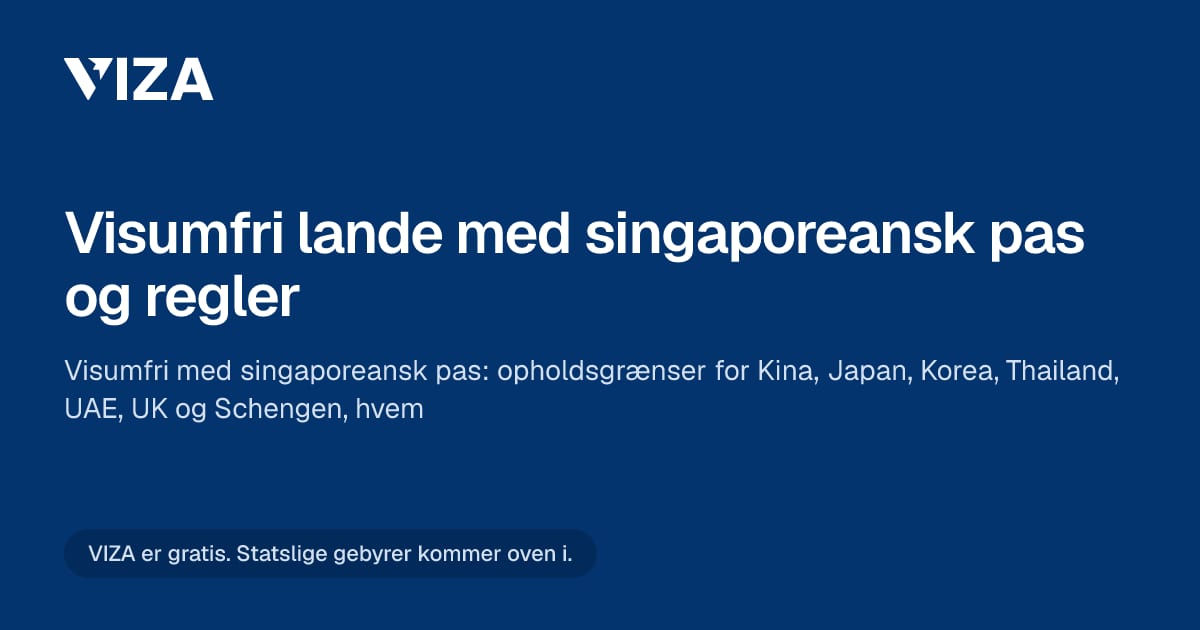 VIZA
Visumfri lande med singaporeansk pas
og regler
Visumfri med singaporeansk pas: opholdsgrænser for Kina, Japan, Korea, Thailand,
UAE, UK og Schengen, hvem
VIZA er gratis. Statslige gebyrer kommer oven i.